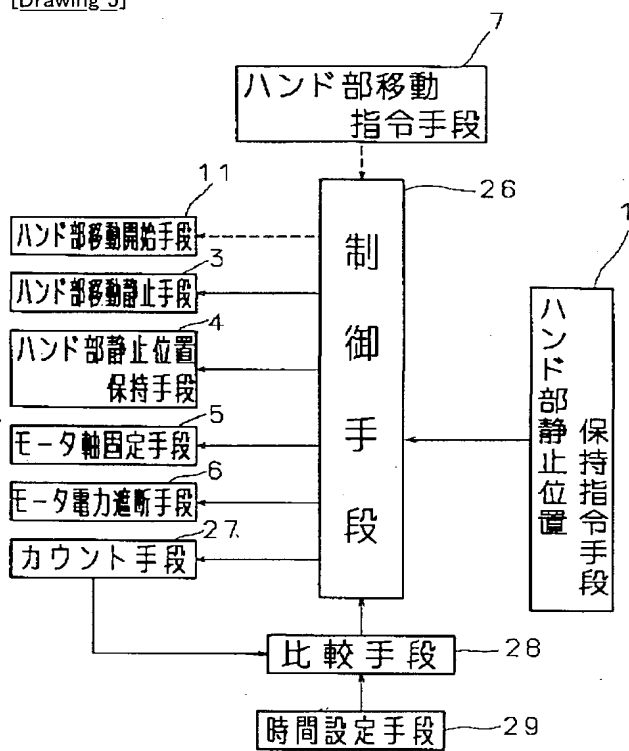 [Drawing 5]
7
ハンド部移動
指令手段
11
ハンド部移動開始手段
3
ハンド部移動静止手段
4
ハンド部静止位置
保持手段
5
モータ軸固定手段
6
モータ電力遮断手段
27
カウント手段
26
制御手段
1
ハンド部静止位置
保持指令手段
比較手段
28
時間設定手段
29